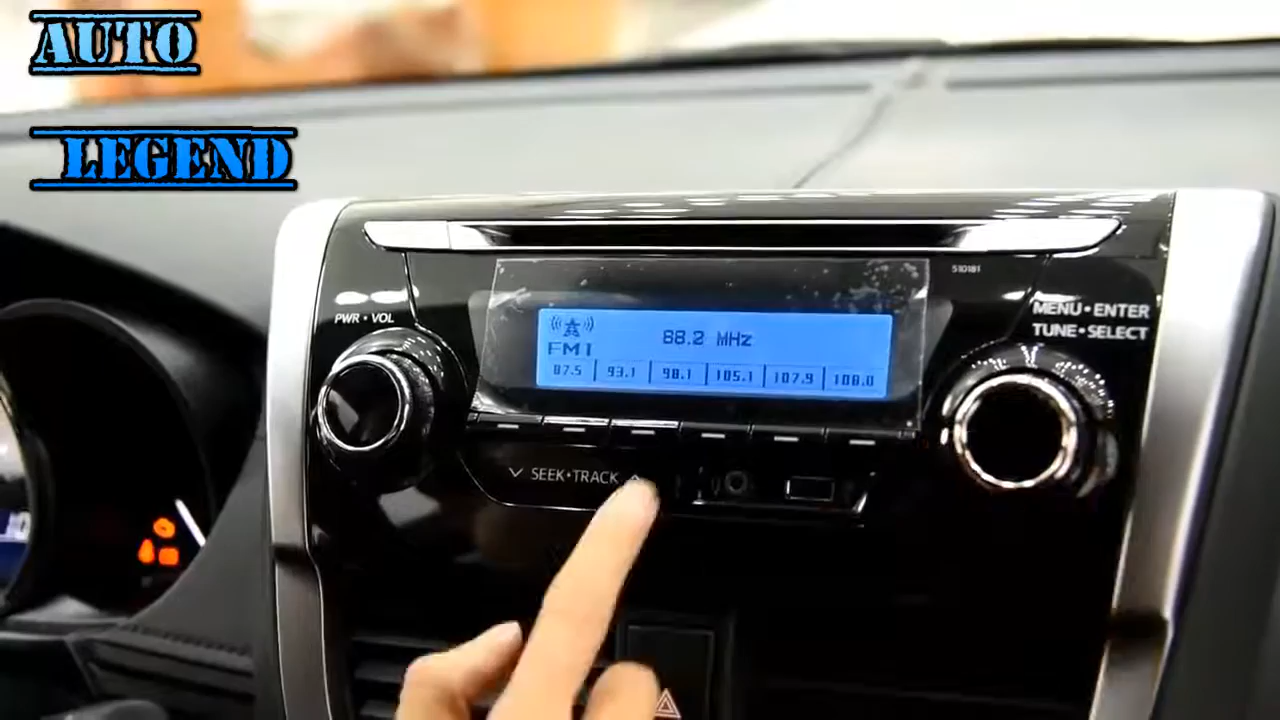 AUTO
LEGEND
510181
PWR • VOL
MENU • ENTER
TUNE • SELECT
88.2 MHz
FM1
87.5 93.1 98.1 105.1 107.9 108.0
SEEK • TRACK